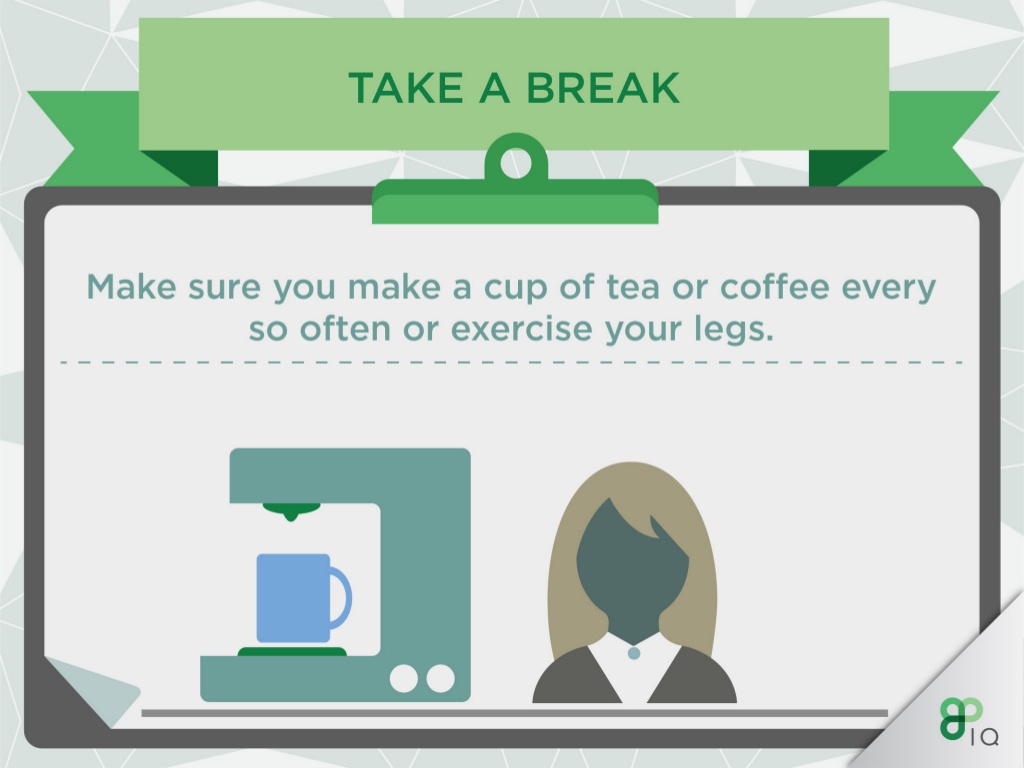 TAKE A BREAK
Make sure you make a cup of tea or coffee every
so often or exercise your legs.
IQ